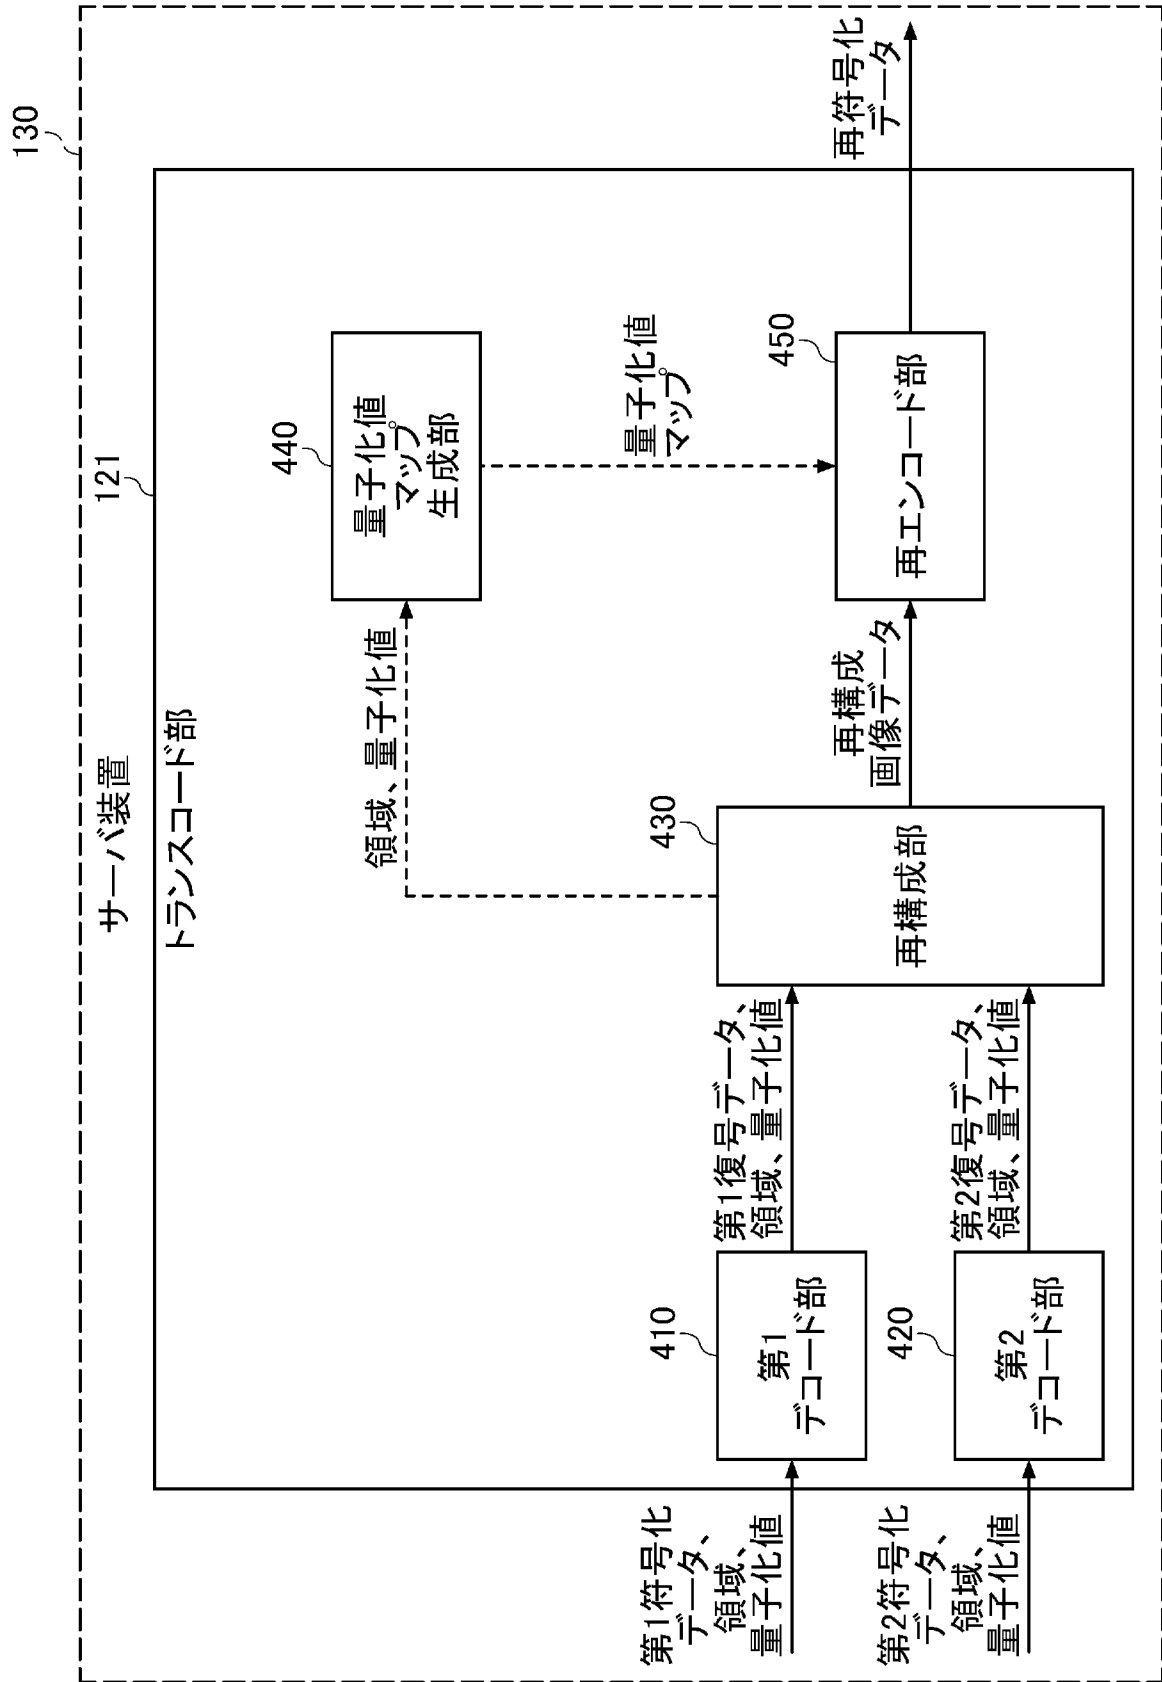 130
サーバ装置
121
トランスコード部
440
量子化値
マップ
生成部
領域、量子化値
量子化値
マップ
430
再構成部
再構成
画像データ
450
再エンコード部
再符号化
データ
410
第1
デコード部
第1復号データ、
領域、量子化値
第1符号化
データ、
領域、
量子化値
420
第2
デコード部
第2復号データ、
領域、量子化値
第2符号化
データ、
領域、
量子化値